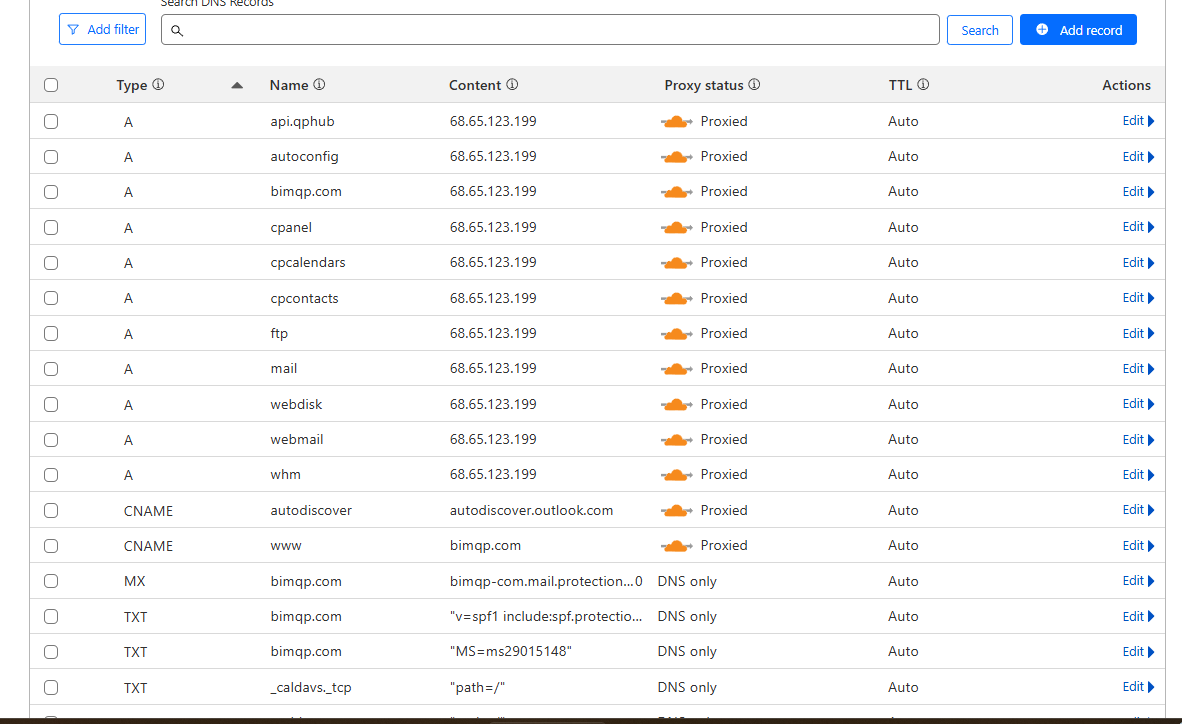 Search DNS Records
Add filter
Search
Add record
Type Name Content Proxy status TTL Actions
A api.qphub 68.65.123.199 Proxied Auto Edit
A autoconfig 68.65.123.199 Proxied Auto Edit
A bimqp.com 68.65.123.199 Proxied Auto Edit
A cpanel 68.65.123.199 Proxied Auto Edit
A cpcalendars 68.65.123.199 Proxied Auto Edit
A cpcontacts 68.65.123.199 Proxied Auto Edit
A ftp 68.65.123.199 Proxied Auto Edit
A mail 68.65.123.199 Proxied Auto Edit
A webdisk 68.65.123.199 Proxied Auto Edit
A webmail 68.65.123.199 Proxied Auto Edit
A whm 68.65.123.199 Proxied Auto Edit
CNAME autodiscover autodiscover.outlook.com Proxied Auto Edit
CNAME www bimqp.com Proxied Auto Edit
MX bimqp.com bimqp-com.mail.protection...0 DNS only Auto Edit
TXT bimqp.com "v=spf1 include:spf.protectio... DNS only Auto Edit
TXT bimqp.com "MS=ms29015148" DNS only Auto Edit
TXT _caldavs._tcp "path=/" DNS only Auto Edit